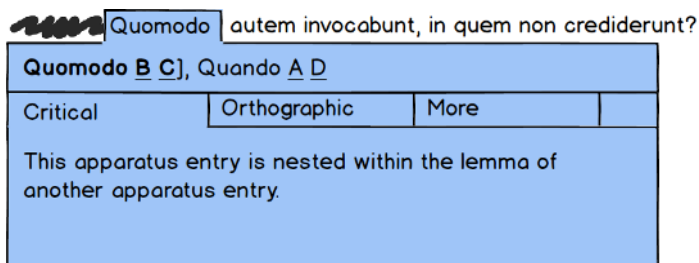 Quomodo autem invocabunt, in quem non crediderunt?
Quomodo B C], Quando A D
Critical Orthographic More
This apparatus entry is nested within the lemma of
another apparatus entry.